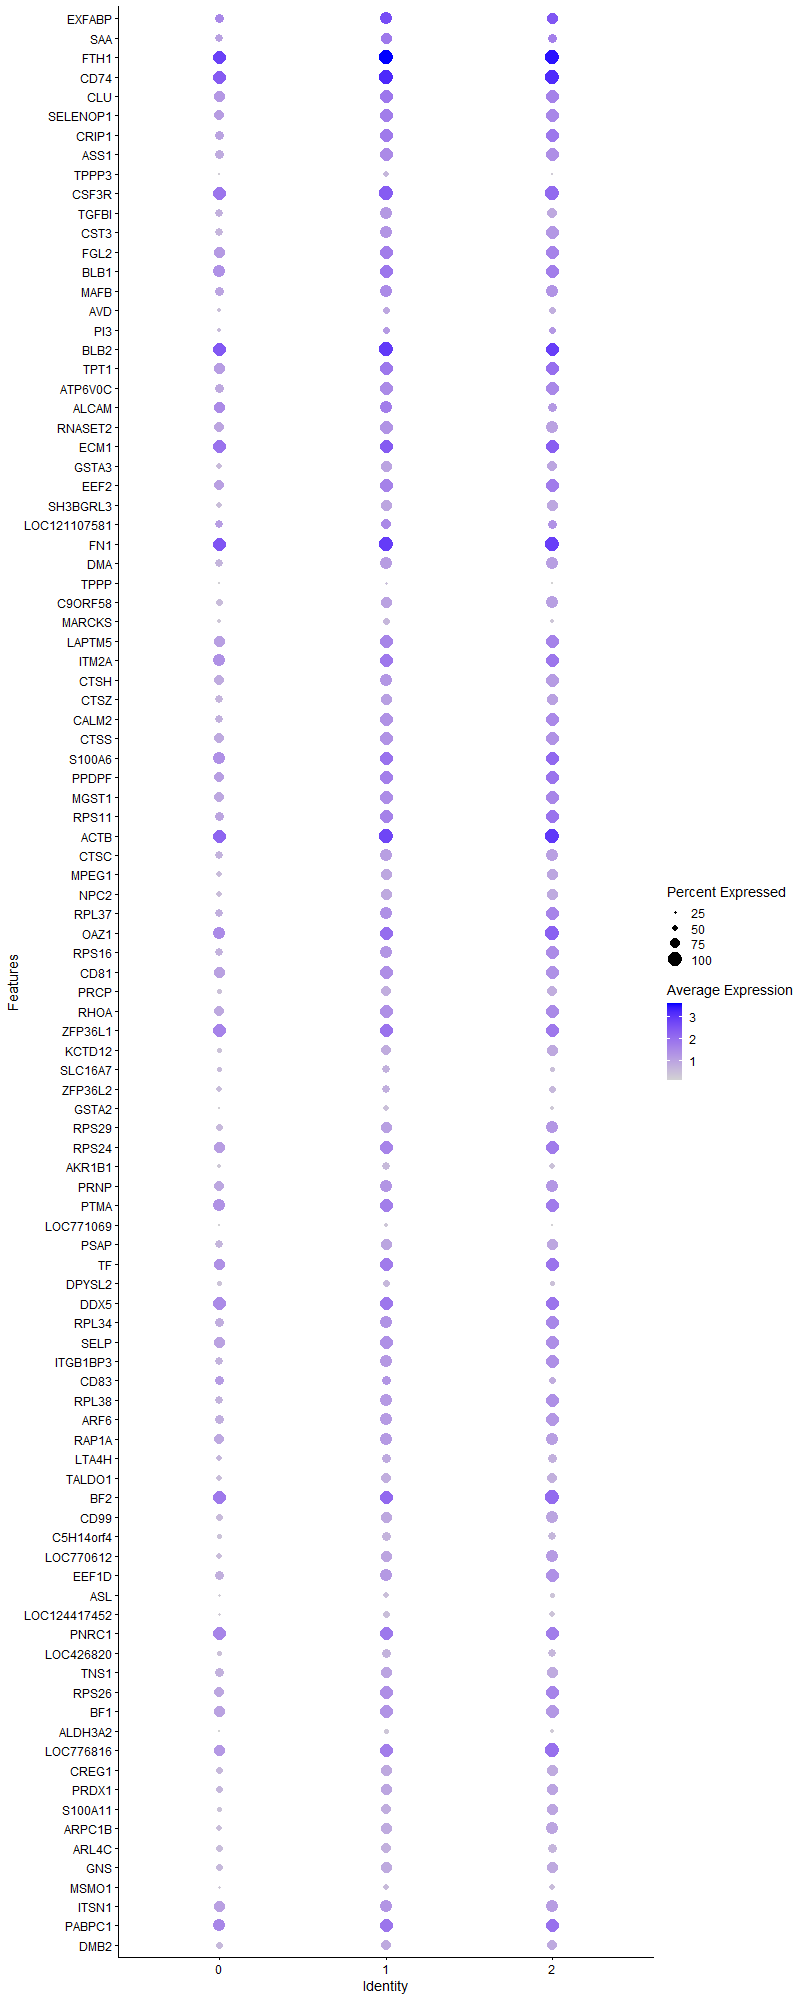 EXFABP
SAA
FTH1
CD74
CLU
SELENOP1
CRIP1
ASS1
TPPP3
CSF3R
TGFBI
CST3
FGL2
BLB1
MAFB
AVD
PI3
BLB2
TPT1
ATP6V0C
ALCAM
RNASET2
ECM1
GSTA3
EEF2
SH3BGRL3
LOC121107581
FN1
DMA
TPPP
C9ORF58
MARCKS
LAPTM5
ITM2A
CTSH
CTSZ
CALM2
CTSS
S100A6
PPDPF
MGST1
RPS11
ACTB
CTSC
MPEG1
NPC2
RPL37
OAZ1
RPS16
CD81
PRCP
RHOA
ZFP36L1
KCTD12
SLC16A7
ZFP36L2
GSTA2
RPS29
RPS24
AKR1B1
PRNP
PTMA
LOC771069
PSAP
TF
DPYSL2
DDX5
RPL34
SELP
ITGB1BP3
CD83
RPL38
ARF6
RAP1A
LTA4H
TALDO1
BF2
CD99
C5H14orf4
LOC770612
EEF1D
ASL
LOC124417452
PNRC1
LOC426820
TNS1
RPS26
BF1
ALDH3A2
LOC776816
CREG1
PRDX1
S100A11
ARPC1B
ARL4C
GNS
MSMO1
ITSN1
PABPC1
DMB2
Features
0 1 2
Identity
Percent Expressed
25
50
75
100
Average Expression
3
2
1